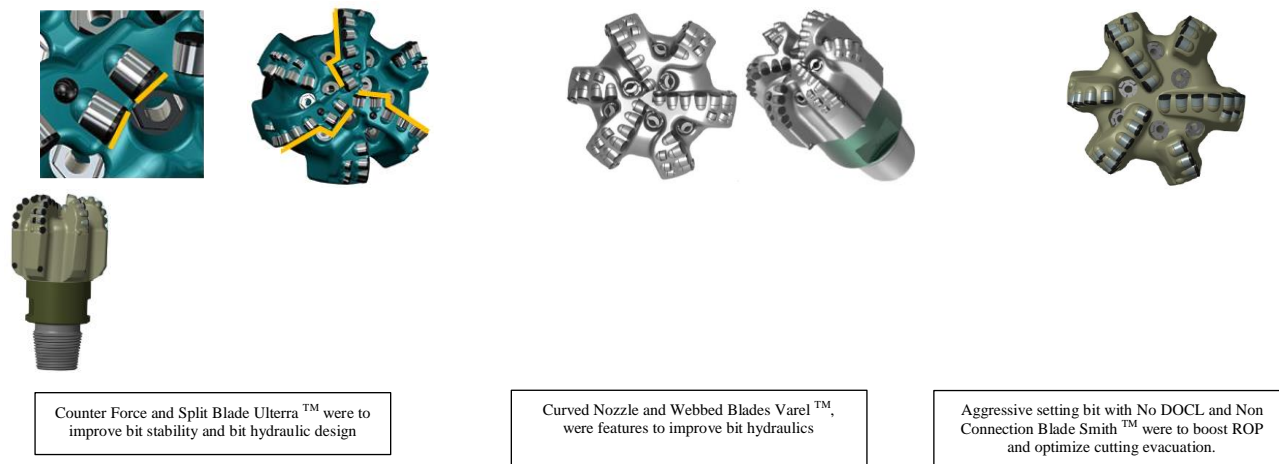 Counter Force and Split Blade Ulterra ™ were to
improve bit stability and bit hydraulic design
Curved Nozzle and Webbed Blades Varel ™,
were features to improve bit hydraulics
Aggressive setting bit with No DOCL and Non
Connection Blade Smith ™ were to boost ROP
and optimize cutting evacuation.